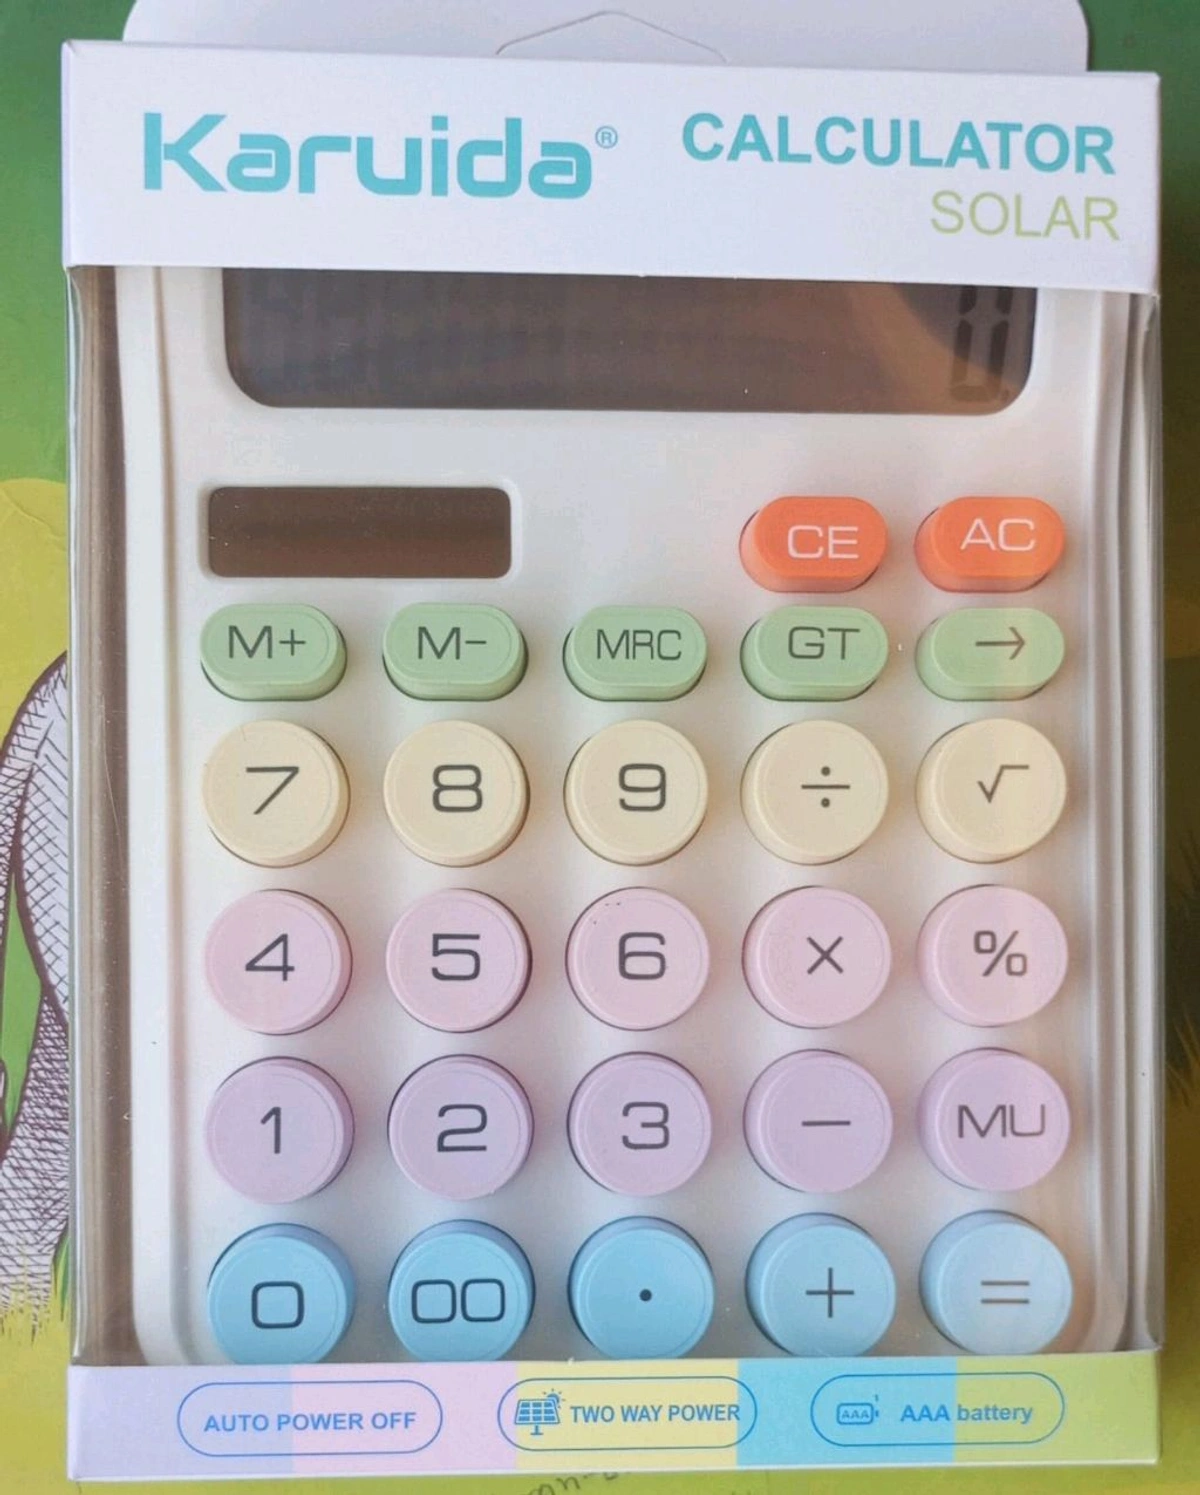 Karuida® CALCULATOR
SOLAR
0.
CE AC
M+ M- MRC GT →
7 8 9 ÷ √
4 5 6 × %
1 2 3 - MU
0 00 . + =
AUTO POWER OFF TWO WAY POWER AAA AAA battery